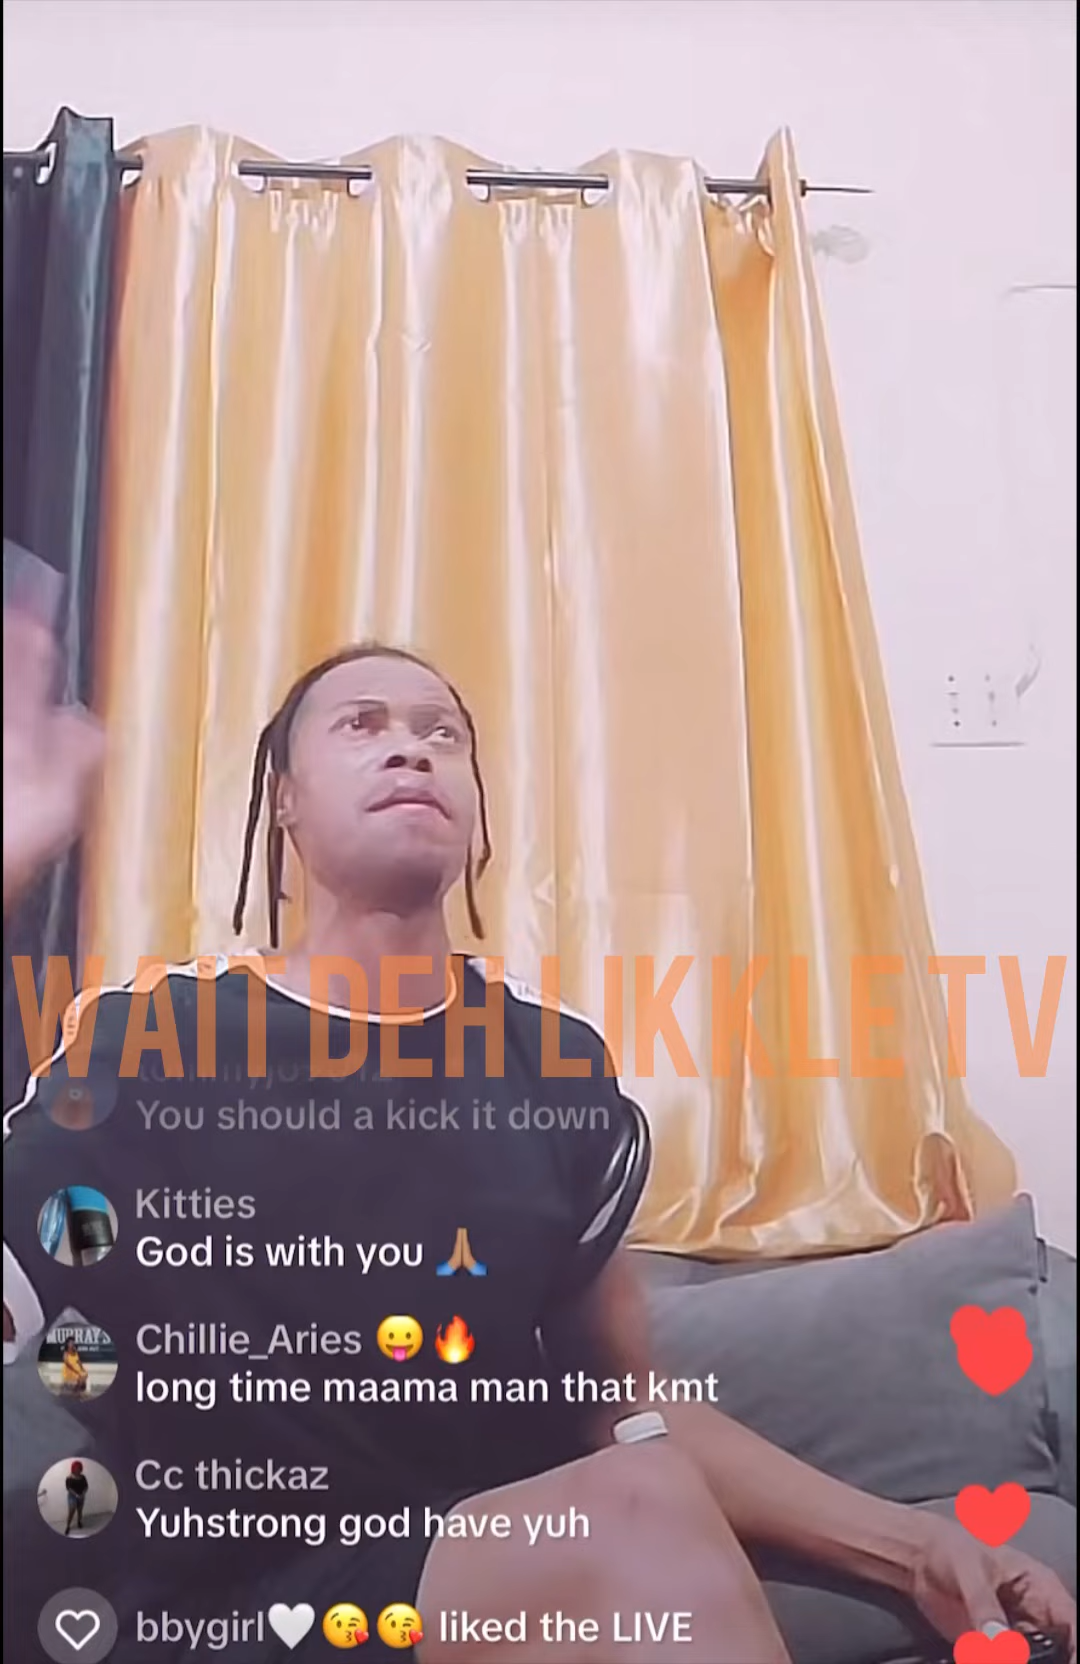 WAIT DEH LIKKLE TV
You should a kick it down
Kitties
God is with you 🙏🏽
MURRAY'S
Chillie_Aries 😛🔥
long time maama man that kmt
Cc thickaz
Yuhstrong god have yuh
bbygirl🤍😘😘 liked the LIVE